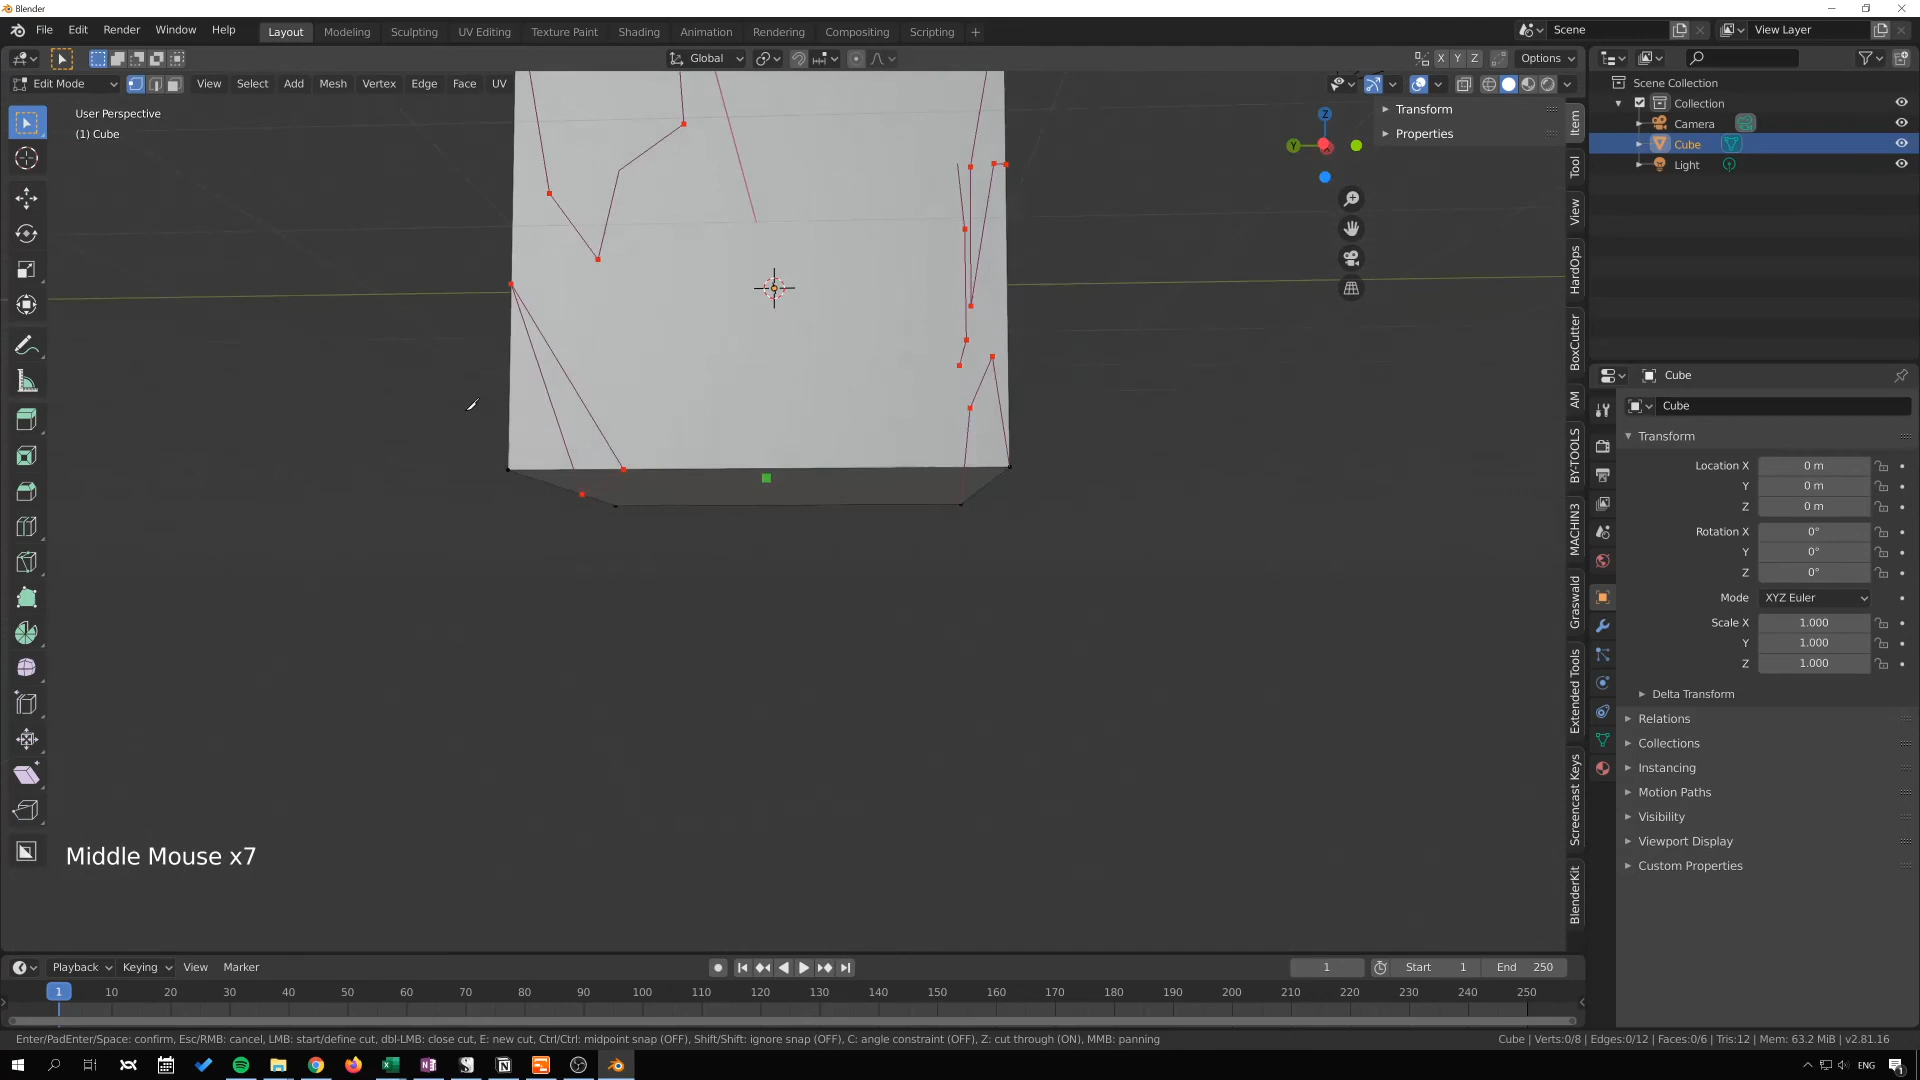 Blender
File Edit Render Window Help
Layout Modeling Sculpting UV Editing Texture Paint Shading Animation Rendering Compositing Scripting +
Scene
View Layer
Global
X Y Z
Options
Edit Mode
View Select Add Mesh Vertex Edge Face UV
User Perspective
(1) Cube
Transform
Properties
Z
Y
Item
Tool
View
HardOps
BoxCutter
AM
BY-TOOLS
MACHIN3
Graswald
Extended Tools
Screencast Keys
BlenderKit
Scene Collection
Collection
Camera
Cube
Light
Cube
Cube
Transform
Location X 0 m
Y 0 m
Z 0 m
Rotation X 0°
Y 0°
Z 0°
Mode XYZ Euler
Scale X 1.000
Y 1.000
Z 1.000
Delta Transform
Relations
Collections
Instancing
Motion Paths
Visibility
Viewport Display
Custom Properties
Middle Mouse x7
Playback Keying View Marker
1
Start 1
End 250
1 10 20 30 40 50 60 70 80 90 100 110 120 130 140 150 160 170 180 190 200 210 220 230 240 250
Enter/PadEnter/Space: confirm, Esc/RMB: cancel, LMB: start/define cut, dbl-LMB: close cut, E: new cut, Ctrl/Ctrl: midpoint snap (OFF), Shift/Shift: ignore snap (OFF), C: angle constraint (OFF), Z: cut through (ON), MMB: panning
Cube | Verts:0/8 | Edges:0/12 | Faces:0/6 | Tris:12 | Mem: 63.2 MiB | v2.81.16
ENG